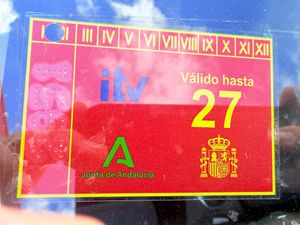 I II III IV V VI VII VIII IX X XI XII
itv
Válido hasta
27
Junta de Andalucía